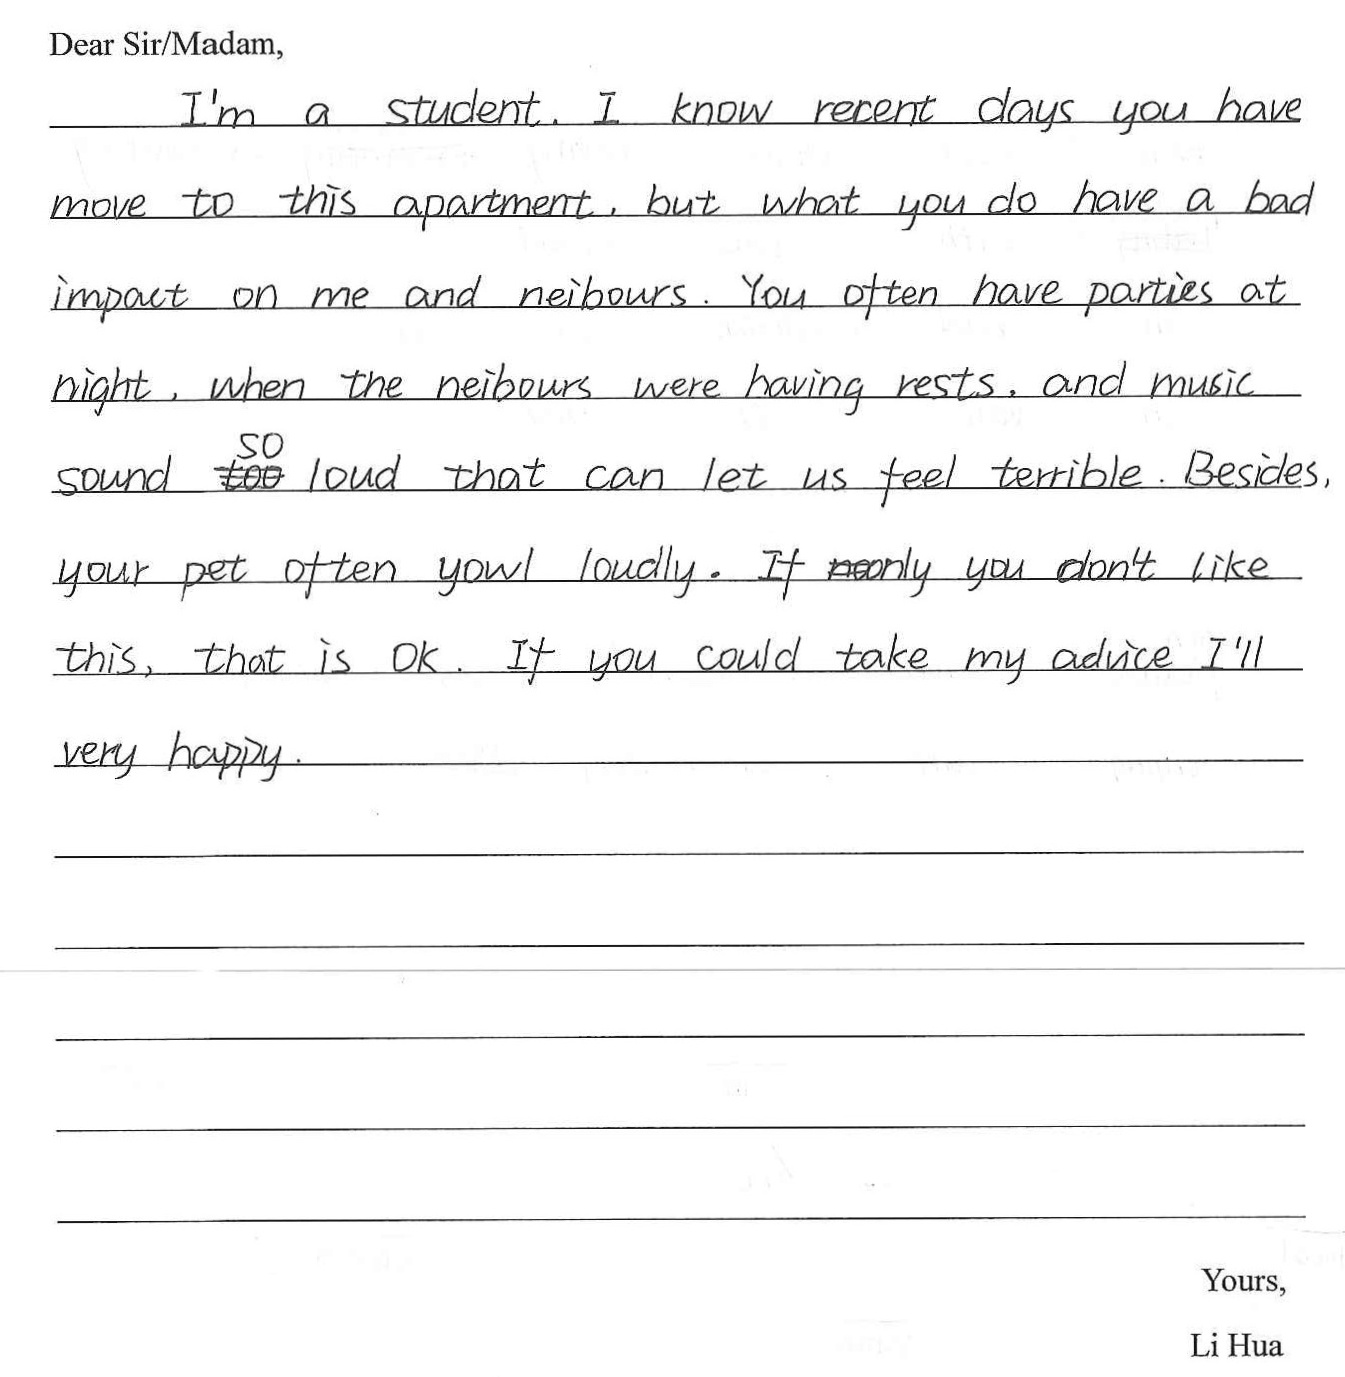 Dear Sir/Madam,
I'm a student. I know recent days you have
move to this apartment, but what you do have a bad
impact on me and neibours. You often have parties at
night, when the neibours were having rests, and music
sound so loud that can let us feel terrible. Besides,
your pet often yowl loudly. If only you don't like
this, that is OK. If you could take my advice I'll
very happy.
Yours,
Li Hua